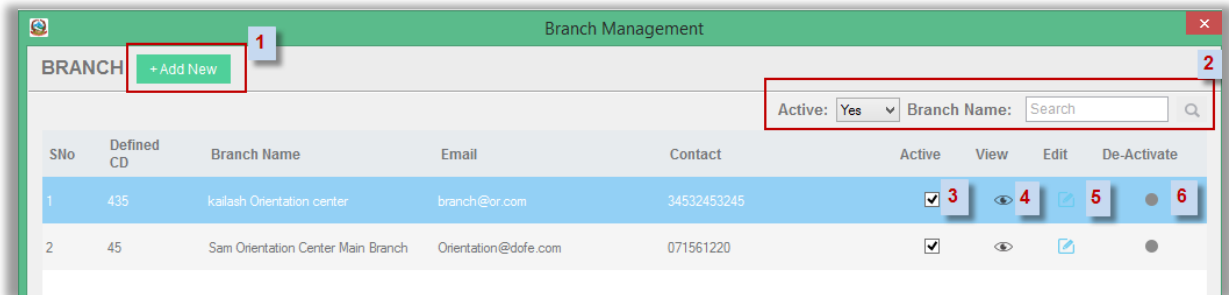 Branch Management
×
1
BRANCH + Add New
2
Active: Yes Branch Name: Search
SNo Defined CD Branch Name Email Contact Active View Edit De-Activate
1 435 kailash Orientation center branch@or.com 34532453245 3 4 5 6
2 45 Sam Orientation Center Main Branch Orientation@dofe.com 071561220